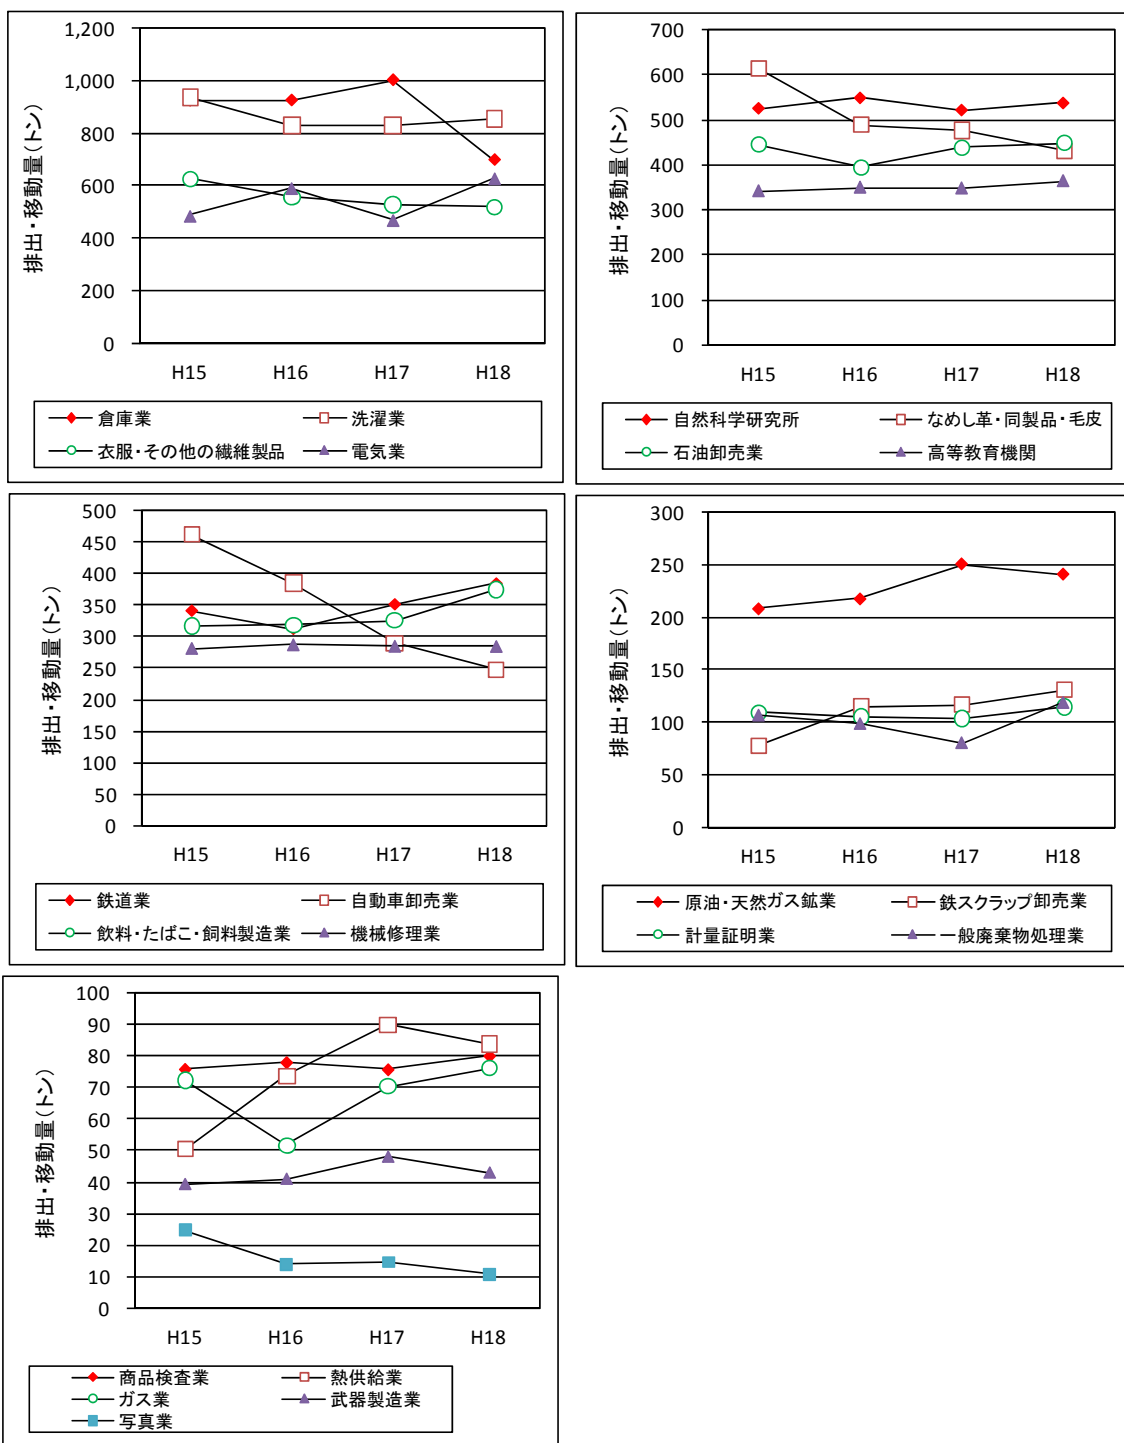 1,200
1,000
800
600
400
200
0
排出・移動量(トン)
H15 H16 H17 H18
倉庫業 洗濯業
衣服・その他の繊維製品 電気業
700
600
500
400
300
200
100
0
排出・移動量(トン)
H15 H16 H17 H18
自然科学研究所 なめし革・同製品・毛皮
石油卸売業 高等教育機関
500
450
400
350
300
250
200
150
100
50
0
排出・移動量(トン)
H15 H16 H17 H18
鉄道業 自動車卸売業
飲料・たばこ・飼料製造業 機械修理業
300
250
200
150
100
50
0
排出・移動量(トン)
H15 H16 H17 H18
原油・天然ガス鉱業 鉄スクラップ卸売業
計量証明業 一般廃棄物処理業
100
90
80
70
60
50
40
30
20
10
0
排出・移動量(トン)
H15 H16 H17 H18
商品検査業 熱供給業
ガス業 武器製造業
写真業